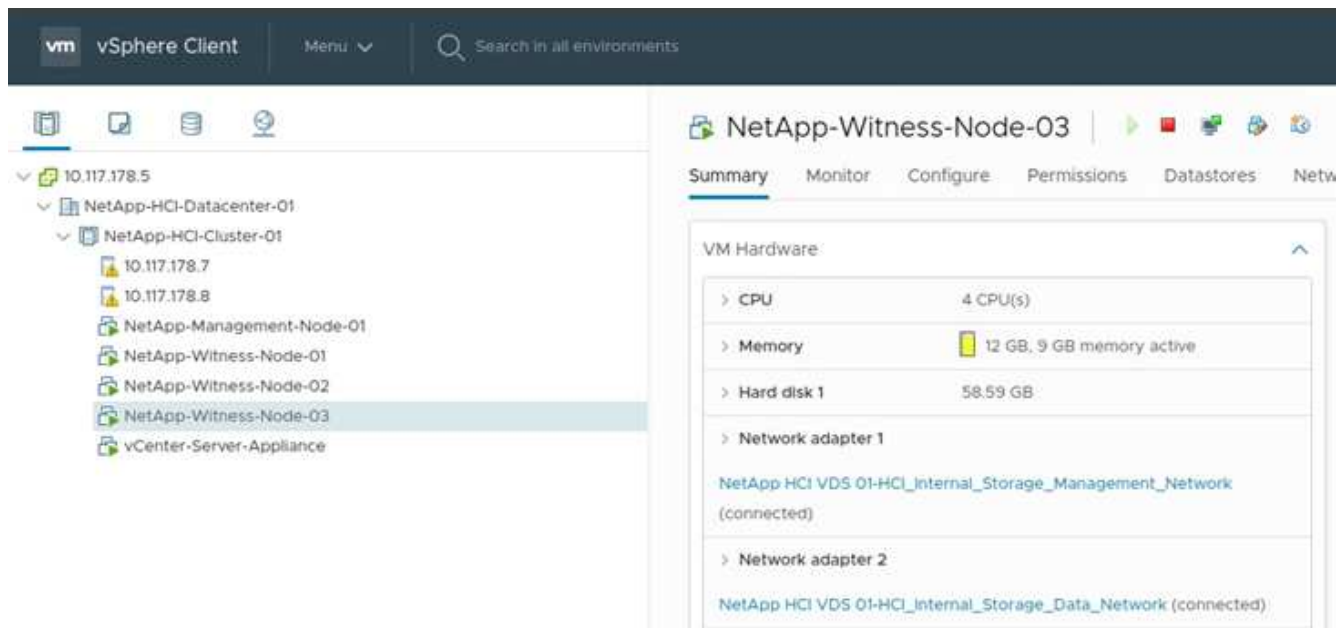 vm vSphere Client Menu Search in all environments
10.117.178.5
NetApp-HCI-Datacenter-01
NetApp-HCI-Cluster-01
10.117.178.7
10.117.178.8
NetApp-Management-Node-01
NetApp-Witness-Node-01
NetApp-Witness-Node-02
NetApp-Witness-Node-03
vCenter-Server-Appliance
NetApp-Witness-Node-03
Summary Monitor Configure Permissions Datastores Netw
VM Hardware
CPU 4 CPU(s)
Memory 12 GB, 9 GB memory active
Hard disk 1 58.59 GB
Network adapter 1
NetApp HCI VDS 01-HCI_Internal_Storage_Management_Network
(connected)
Network adapter 2
NetApp HCI VDS 01-HCI_Internal_Storage_Data_Network (connected)